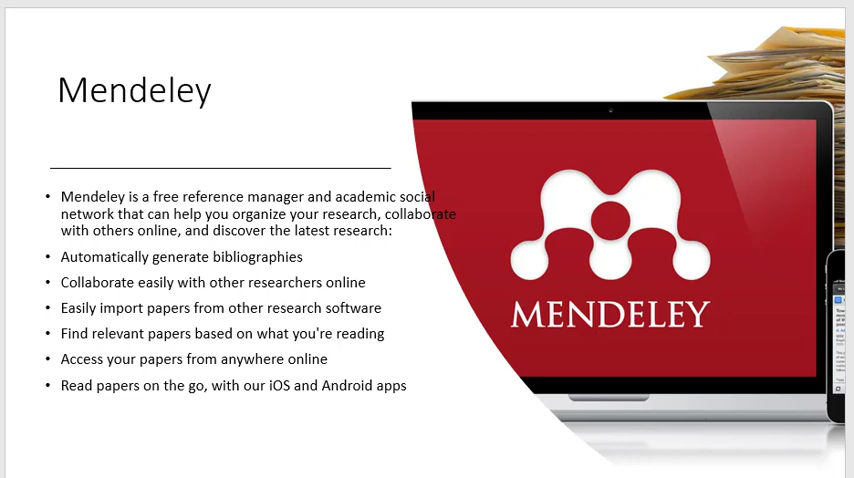 Mendeley
• Mendeley is a free reference manager and academic social
network that can help you organize your research, collaborate
with others online, and discover the latest research:
• Automatically generate bibliographies
• Collaborate easily with other researchers online
• Easily import papers from other research software
• Find relevant papers based on what you're reading
• Access your papers from anywhere online
• Read papers on the go, with our iOS and Android apps
MENDELEY